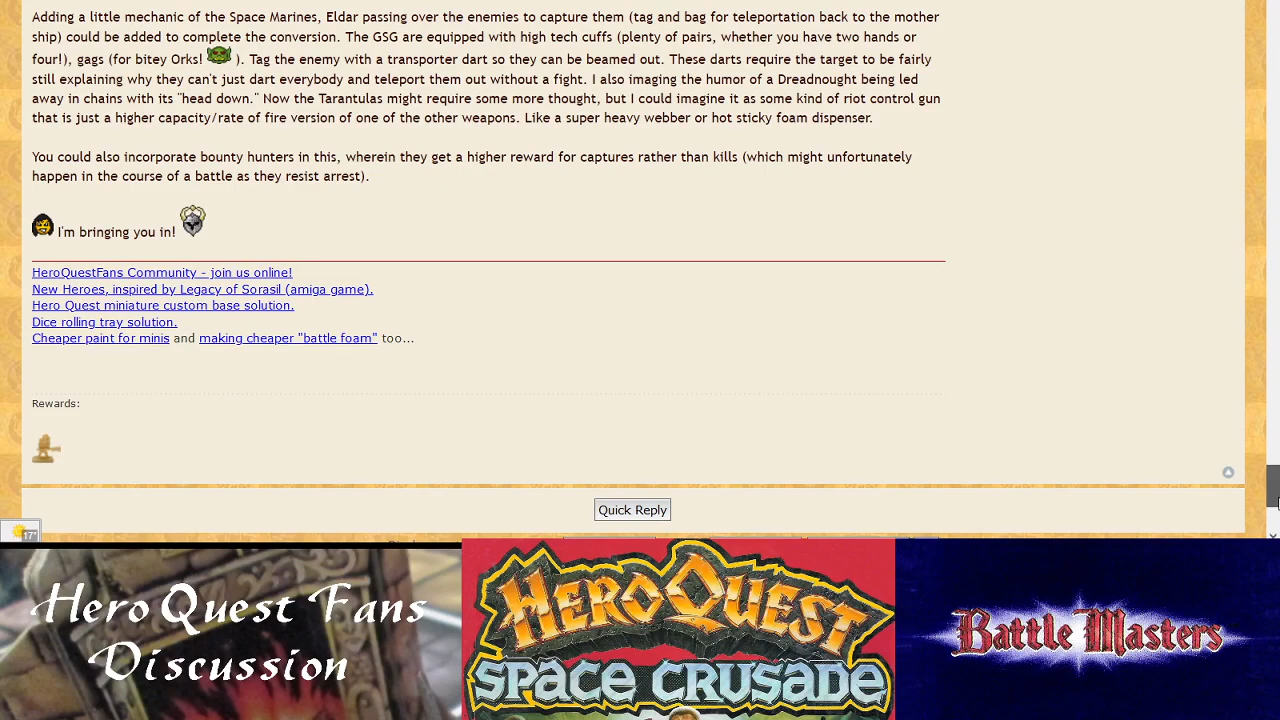 Adding a little mechanic of the Space Marines, Eldar passing over the enemies to capture them (tag and bag for teleportation back to the mother
ship) could be added to complete the conversion. The GSG are equipped with high tech cuffs (plenty of pairs, whether you have two hands or
four!), gags (for bitey Orks! ). Tag the enemy with a transporter dart so they can be beamed out. These darts require the target to be fairly
still explaining why they can't just dart everybody and teleport them out without a fight. I also imaging the humor of a Dreadnought being led
away in chains with its "head down." Now the Tarantulas might require some more thought, but I could imagine it as some kind of riot control gun
that is just a higher capacity/rate of fire version of one of the other weapons. Like a super heavy webber or hot sticky foam dispenser.
You could also incorporate bounty hunters in this, wherein they get a higher reward for captures rather than kills (which might unfortunately
happen in the course of a battle as they resist arrest).
I'm bringing you in!
HeroQuestFans Community - join us online!
New Heroes, inspired by Legacy of Sorasil (amiga game).
Hero Quest miniature custom base solution.
Dice rolling tray solution.
Cheaper paint for minis and making cheaper "battle foam" too...
Rewards:
Quick Reply
17°
Hero Quest Fans
Discussion
HeroQuest
Space Crusade
Battle Masters